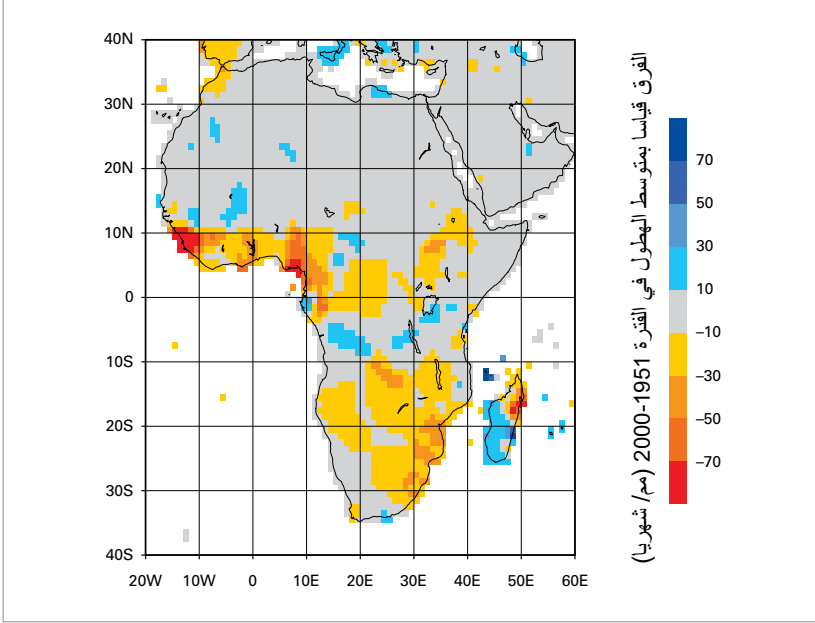 40N
30N
20N
10N
0
10S
20S
30S
40S
20W 10W 0 10E 20E 30E 40E 50E 60E
الفرق قياسا بمتوسط الهطول في الفترة 1951-2000 (مم/ شهريا)
70
50
30
10
–10
–30
–50
–70